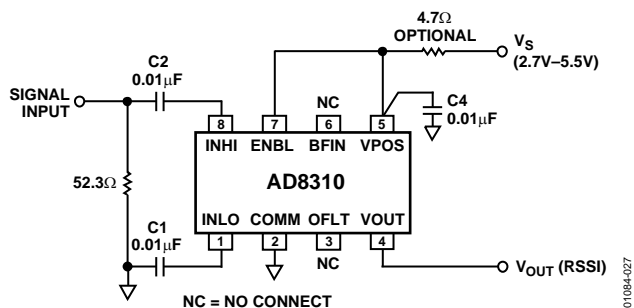 4.7Ω
OPTIONAL
VS
(2.7V–5.5V)
C2
0.01μF
SIGNAL
INPUT
NC
C4
0.01μF
8
7
6
5
INHI
ENBL
BFIN
VPOS
AD8310
52.3Ω
C1
0.01μF
INLO
COMM
OFLT
VOUT
1
2
3
4
NC
VOUT (RSSI)
NC = NO CONNECT
01084-027